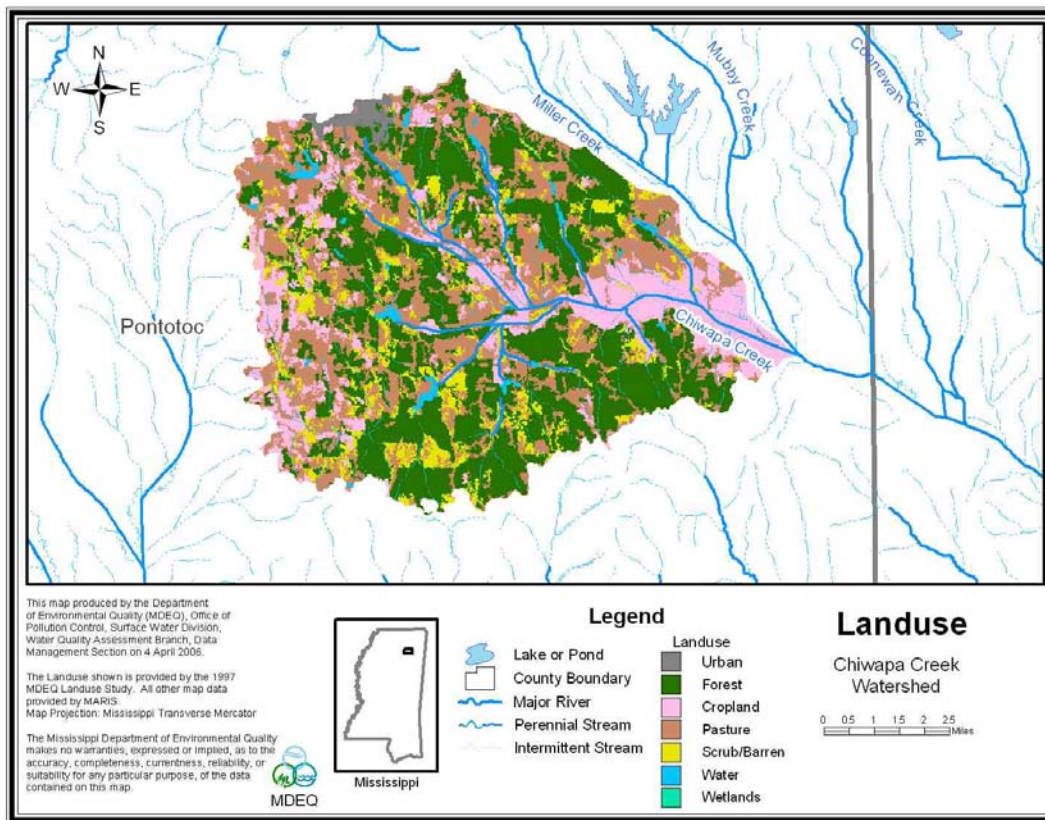 N
W E
S
Miller Creek
Mubby Creek
Coonewah Creek
Pontotoc
Chiwapa Creek
This map produced by the Department
of Environmental Quality (MDEQ), Office of
Pollution Control, Surface Water Division,
Water Quality Assessment Branch, Data
Management Section on 4 April 2006.
The Landuse shown is provided by the 1997
MDEQ Landuse Study. All other map data
provided by MARIS.
Map Projection: Mississippi Transverse Mercator
The Mississippi Department of Environmental Quality
makes no warranties, expressed or implied, as to the
accuracy, completeness, currentness, reliability, or
suitability for any particular purpose, of the data
contained on this map.
MDEQ
Mississippi
Legend
Lake or Pond
County Boundary
Major River
Perennial Stream
Intermittent Stream
Landuse
Urban
Forest
Cropland
Pasture
Scrub/Barren
Water
Wetlands
Landuse
Chiwapa Creek
Watershed
0 0.5 1 1.5 2 2.5
Miles